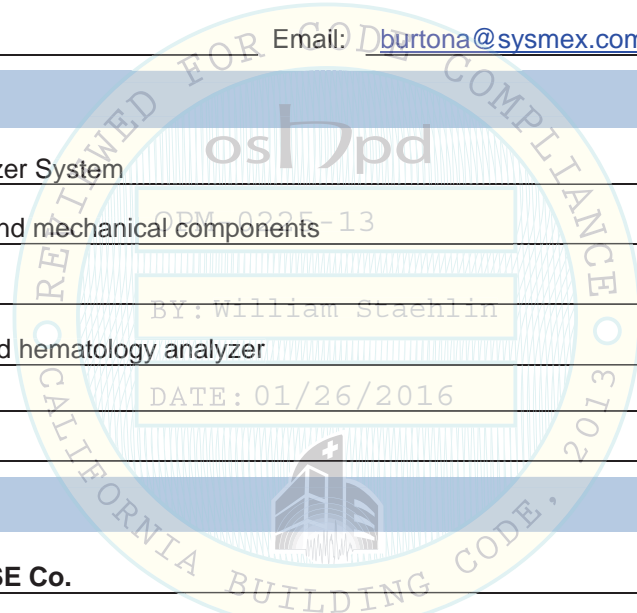 Email: burtona@sysmex.com
REVIEWED FOR CODE COMPLIANCE
oshpd
zer System
OPM-0225-13
nd mechanical components
BY: William Staehlin
d hematology analyzer
DATE: 01/26/2016
SE Co.
CALIFORNIA BUILDING CODE, 2013